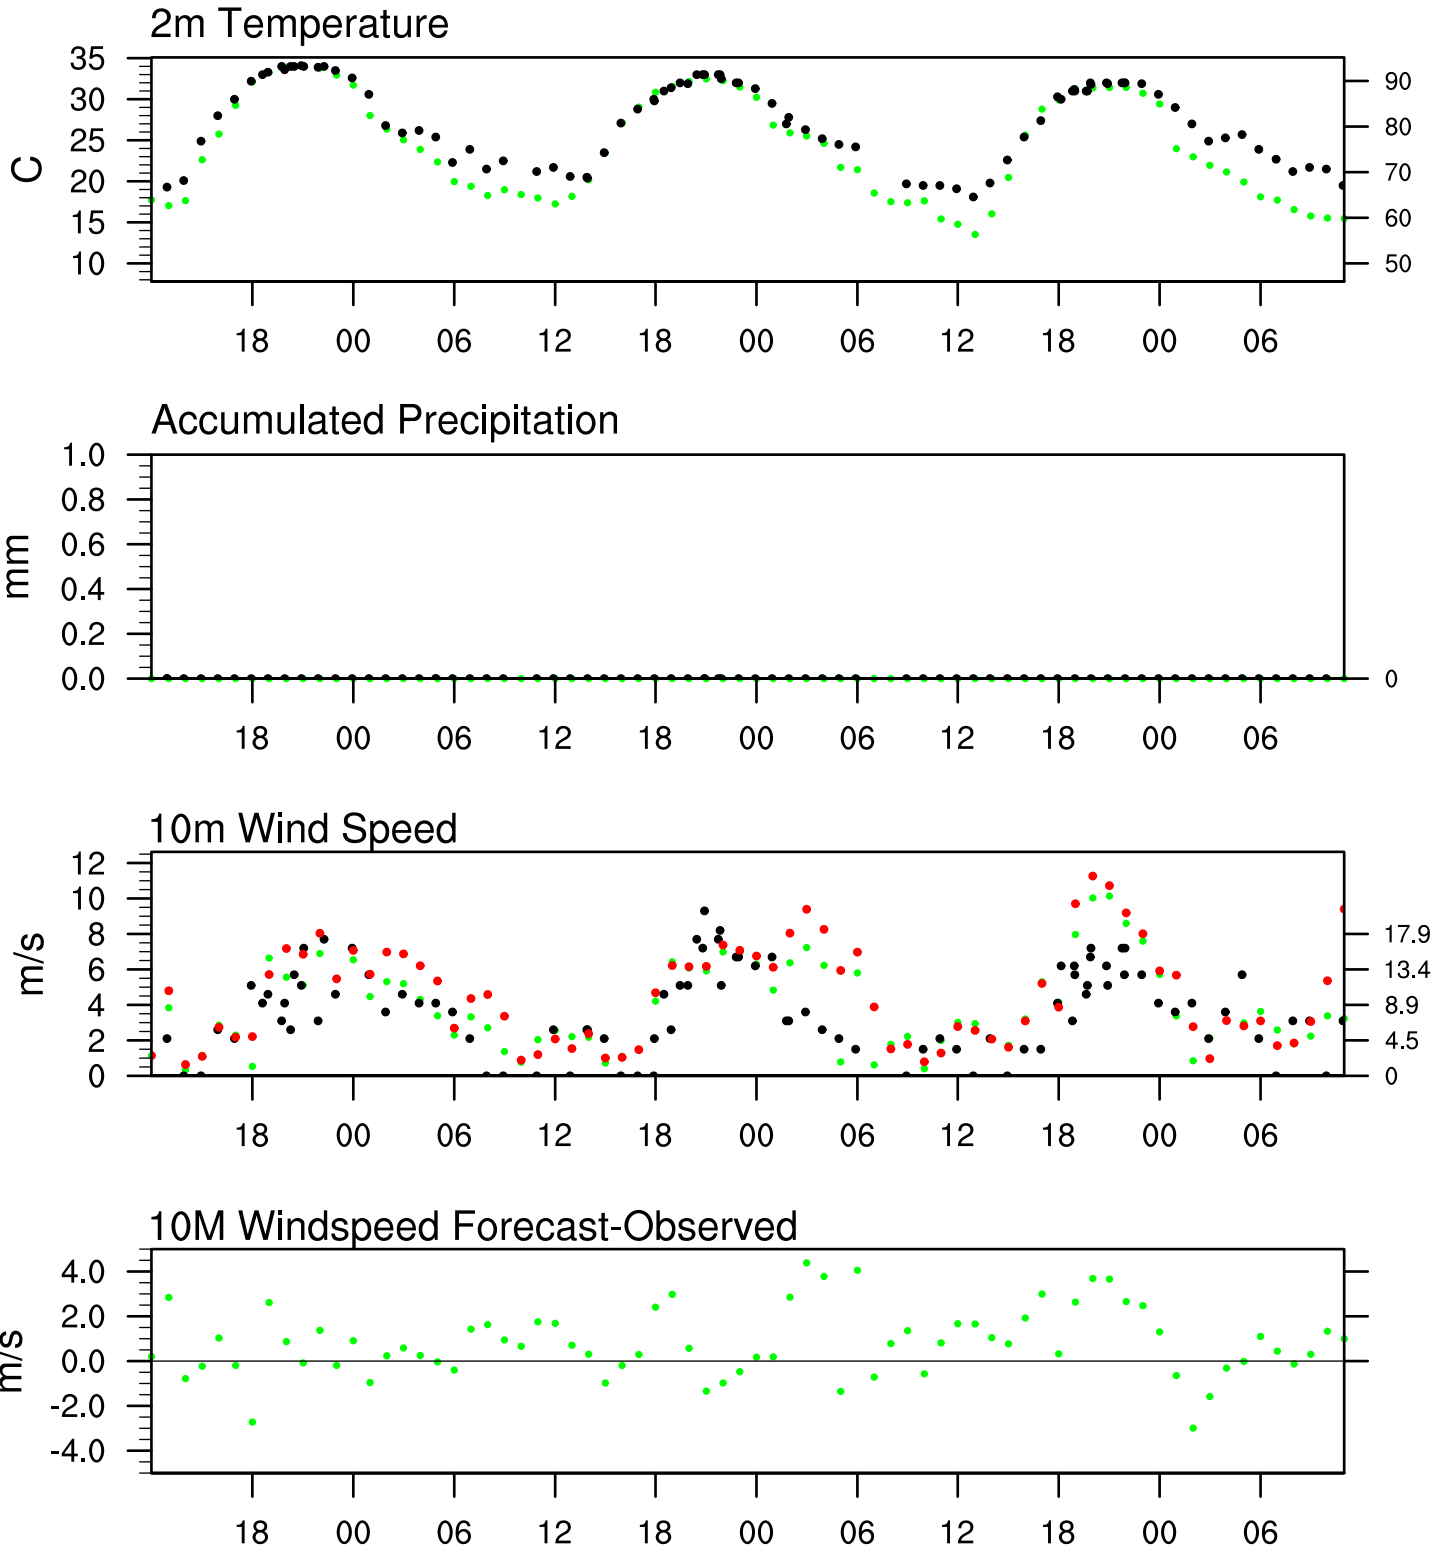 2m Temperature
35
30
25
20
15
10
C
90
80
70
60
50
18 00 06 12 18 00 06 12 18 00 06
Accumulated Precipitation
1.0
0.8
0.6
0.4
0.2
0.0
mm
0
18 00 06 12 18 00 06 12 18 00 06
10m Wind Speed
12
10
8
6
4
2
0
m/s
17.9
13.4
8.9
4.5
0
18 00 06 12 18 00 06 12 18 00 06
10M Windspeed Forecast-Observed
4.0
2.0
0.0
-2.0
-4.0
m/s
18 00 06 12 18 00 06 12 18 00 06